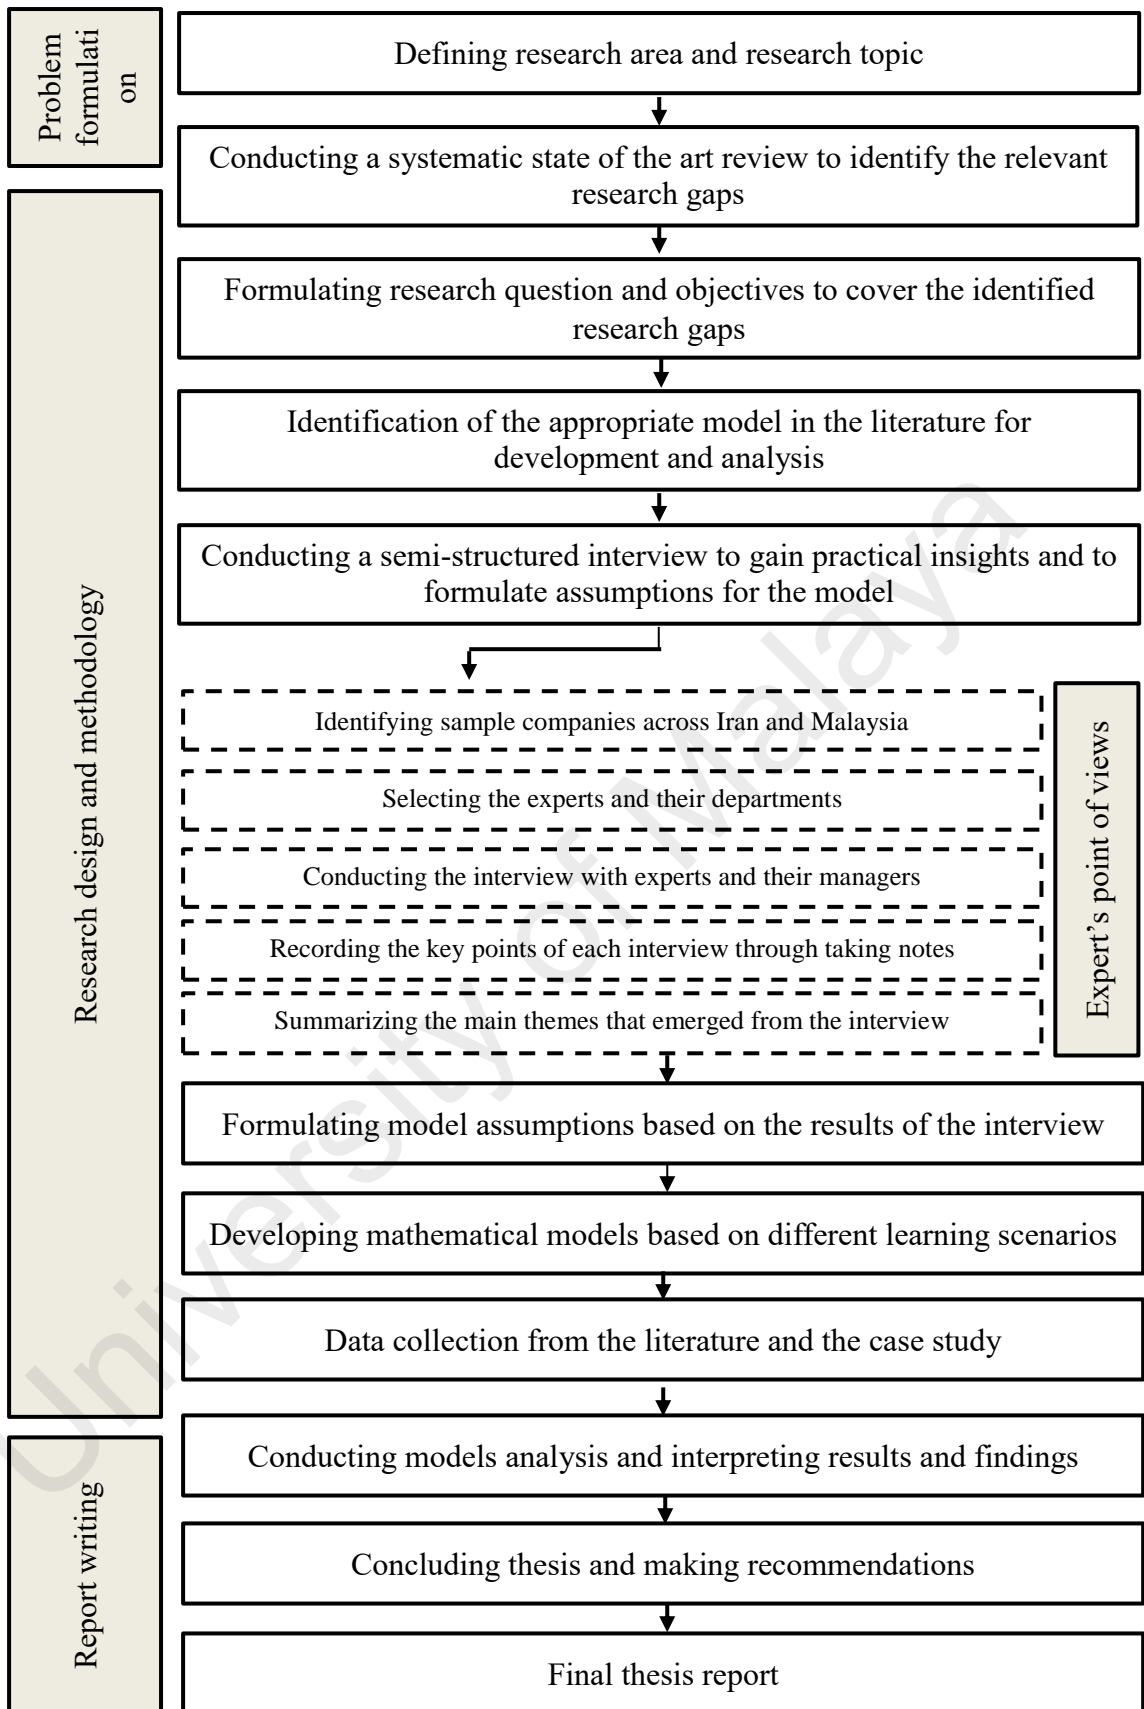 Problem
formulati
on
Defining research area and research topic
Conducting a systematic state of the art review to identify the relevant
research gaps
Research design and methodology
Formulating research question and objectives to cover the identified
research gaps
Identification of the appropriate model in the literature for
development and analysis
Conducting a semi-structured interview to gain practical insights and to
formulate assumptions for the model
Identifying sample companies across Iran and Malaysia
Selecting the experts and their departments
Conducting the interview with experts and their managers
Recording the key points of each interview through taking notes
Summarizing the main themes that emerged from the interview
Expert's point of views
Formulating model assumptions based on the results of the interview
Developing mathematical models based on different learning scenarios
Data collection from the literature and the case study
Report writing
Conducting models analysis and interpreting results and findings
Concluding thesis and making recommendations
Final thesis report
University of Malaya